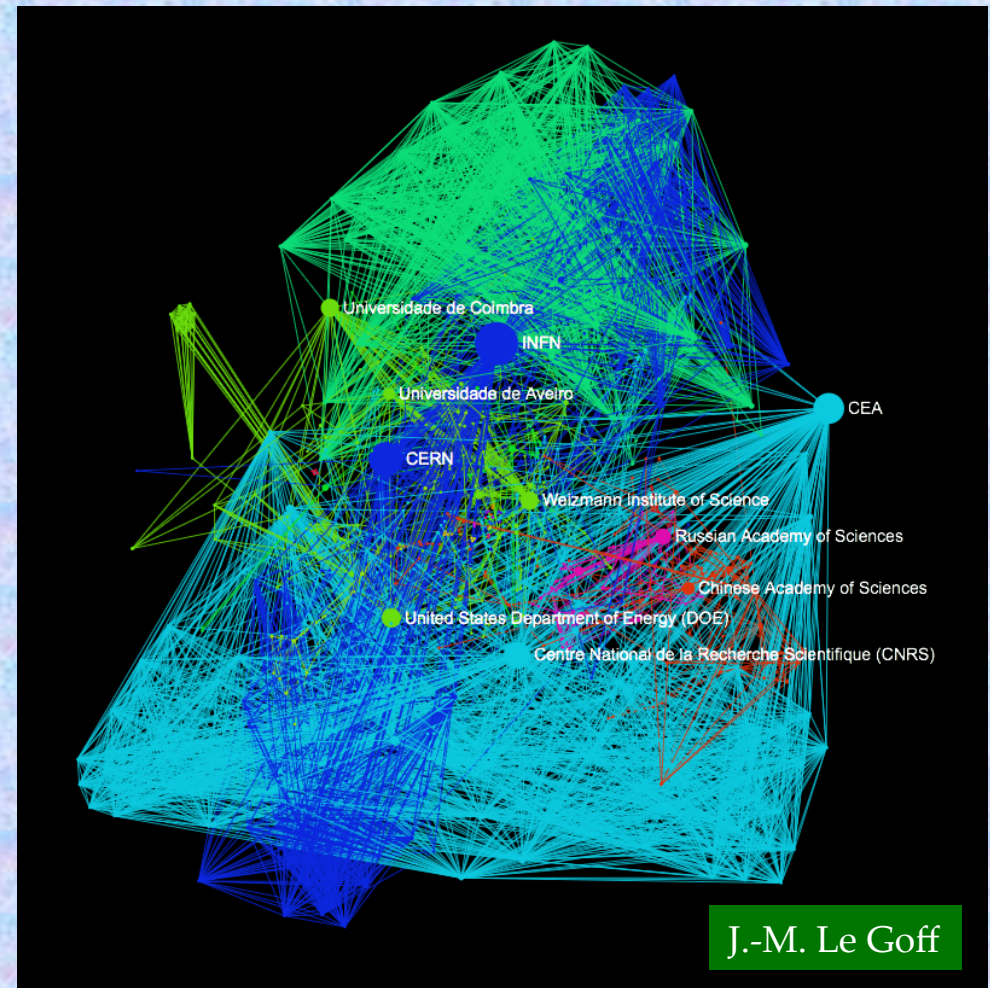 Universidade de Coimbra
INFN
Universidade de Aveiro
CEA
CERN
Weizmann Institute of Science
Russian Academy of Sciences
Chinese Academy of Sciences
United States Department of Energy (DOE)
Centre National de la Recherche Scientifique (CNRS)
J.-M. Le Goff